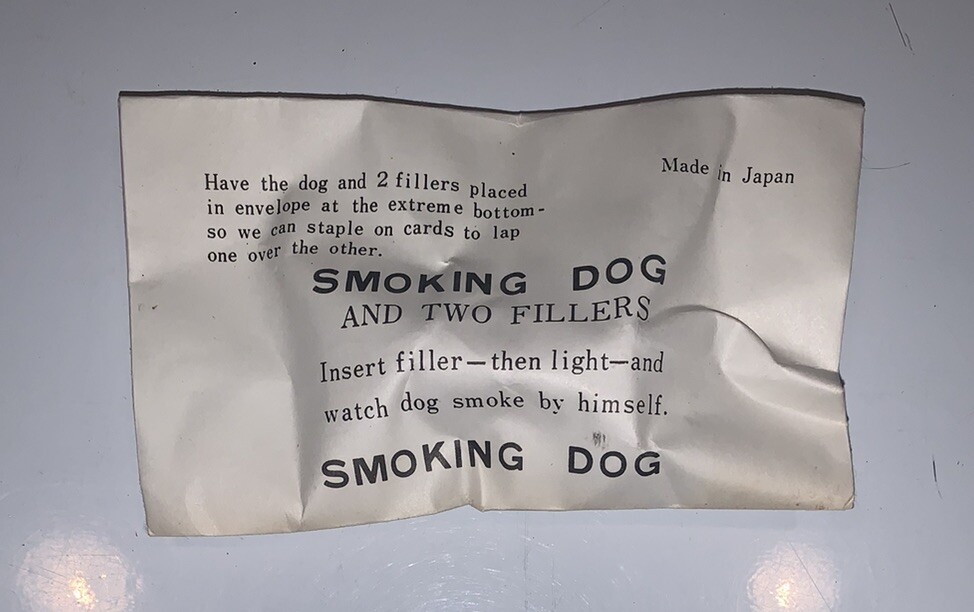 Made in Japan
Have the dog and 2 fillers placed
in envelope at the extreme bottom-
so we can staple on cards to lap
one over the other.
SMOKING DOG
AND TWO FILLERS
Insert filler—then light—and
watch dog smoke by himself.
SMOKING DOG